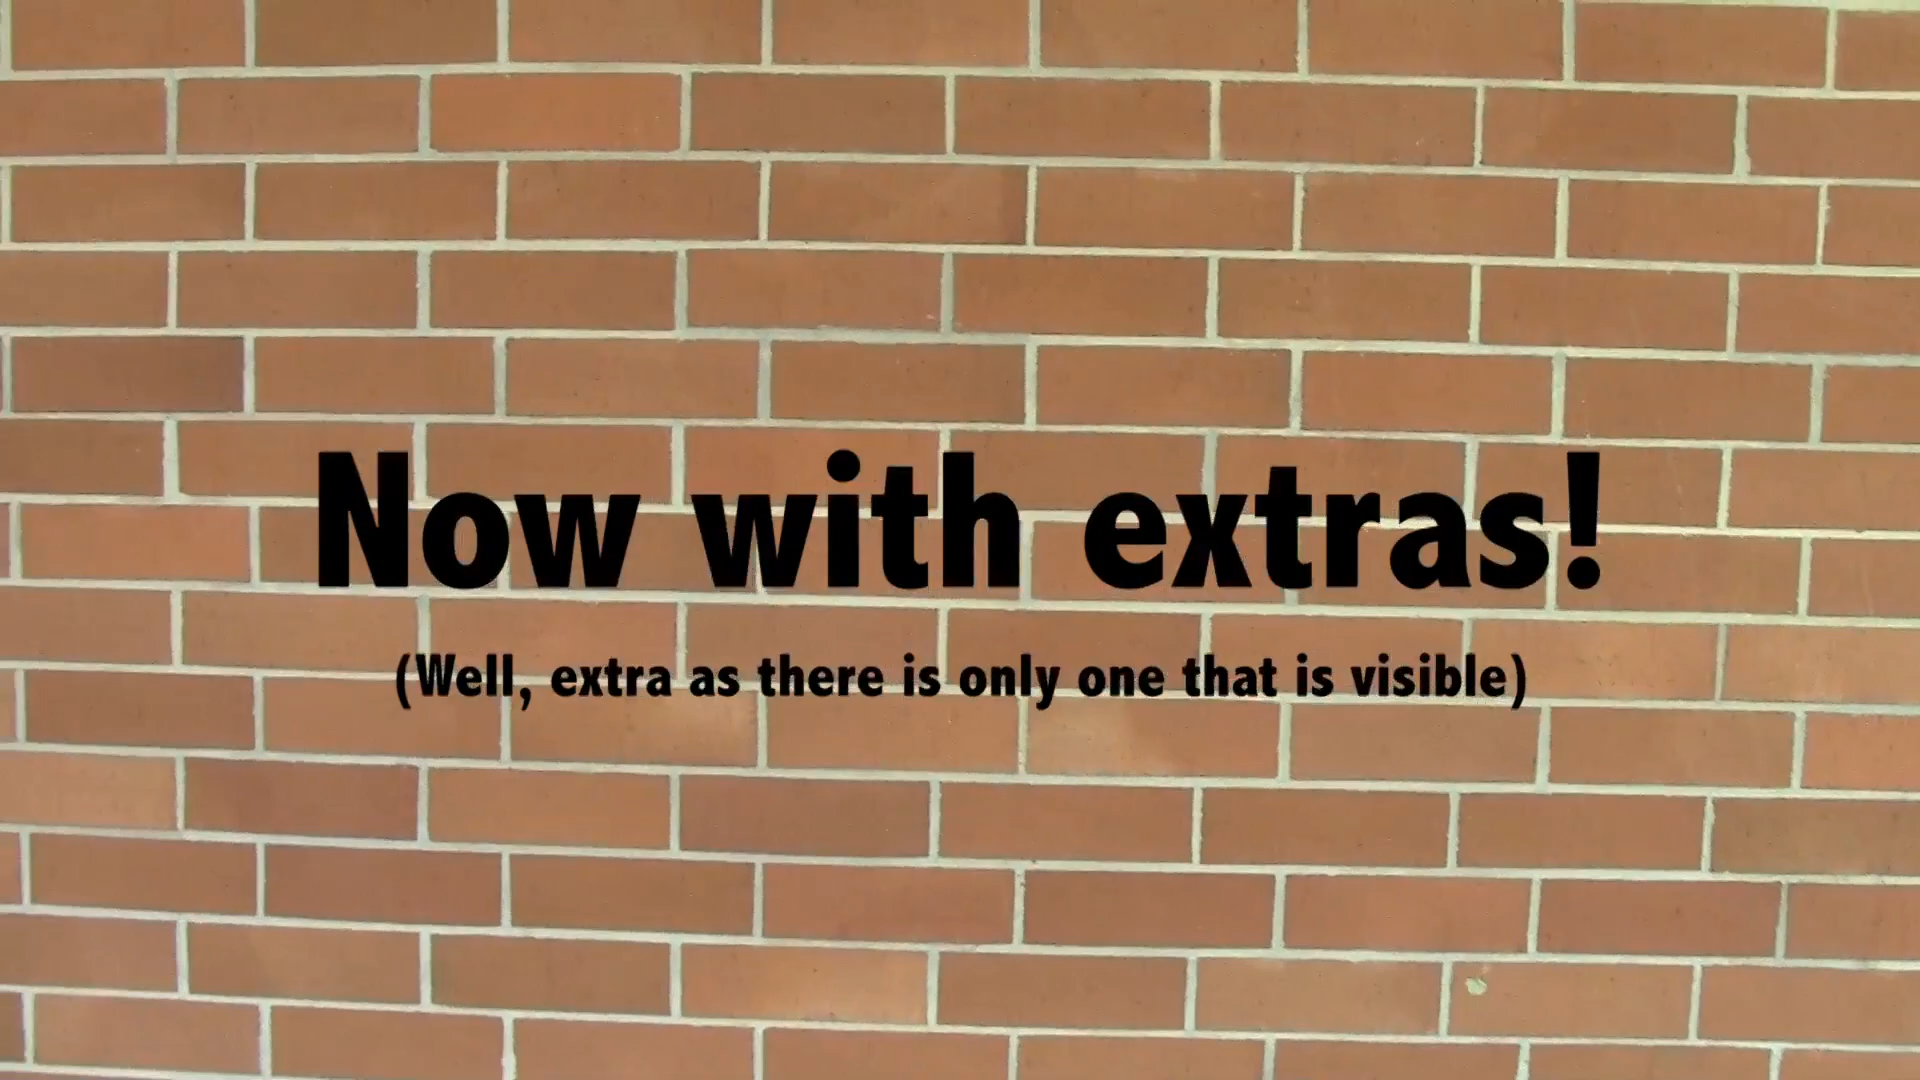 Now with extras!
(Well, extra as there is only one that is visible)